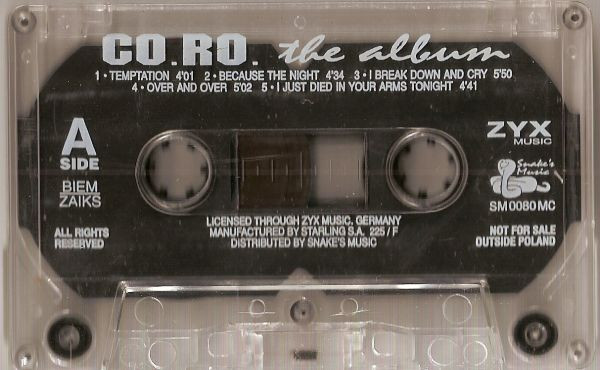 CO.RO. the album
1 · TEMPTATION 4'01 2 · BECAUSE THE NIGHT 4'34 3 · I BREAK DOWN AND CRY 5'50
4 · OVER AND OVER 5'02 5 · I JUST DIED IN YOUR ARMS TONIGHT 4'41
A
SIDE
BIEM
ZAIKS
ALL RIGHTS
RESERVED
ZYX
MUSIC
Snake's
Music
SM 0080 MC
NOT FOR SALE
OUTSIDE POLAND
LICENSED THROUGH ZYX MUSIC, GERMANY
MANUFACTURED BY STARLING S.A. 225 / F
DISTRIBUTED BY SNAKE'S MUSIC